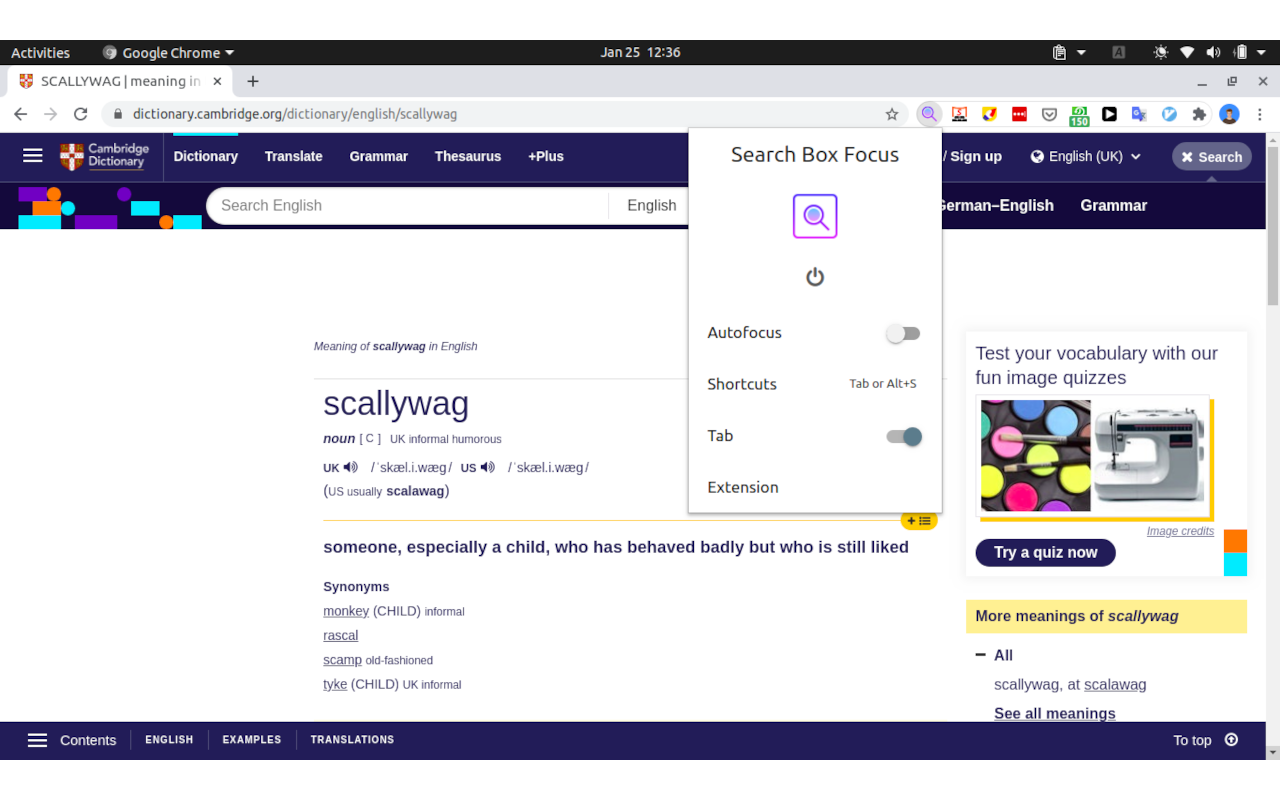 Activities Google Chrome Jan 25 12:36
SCALLYWAG | meaning in
dictionary.cambridge.org/dictionary/english/scallywag
150
Cambridge
Dictionary
Dictionary Translate Grammar Thesaurus +Plus
/ Sign up English (UK) Search
Search English English
German–English Grammar
Search Box Focus
Autofocus
Shortcuts Tab or Alt+S
Tab
Extension
Meaning of scallywag in English
scallywag
noun [ C ] UK informal humorous
UK /ˈskæl.i.wæɡ/ US /ˈskæl.i.wæɡ/
(US usually scalawag)
someone, especially a child, who has behaved badly but who is still liked
Synonyms
monkey (CHILD) informal
rascal
scamp old-fashioned
tyke (CHILD) UK informal
Test your vocabulary with our
fun image quizzes
Image credits
Try a quiz now
More meanings of scallywag
All
scallywag, at scalawag
See all meanings
Contents ENGLISH EXAMPLES TRANSLATIONS To top